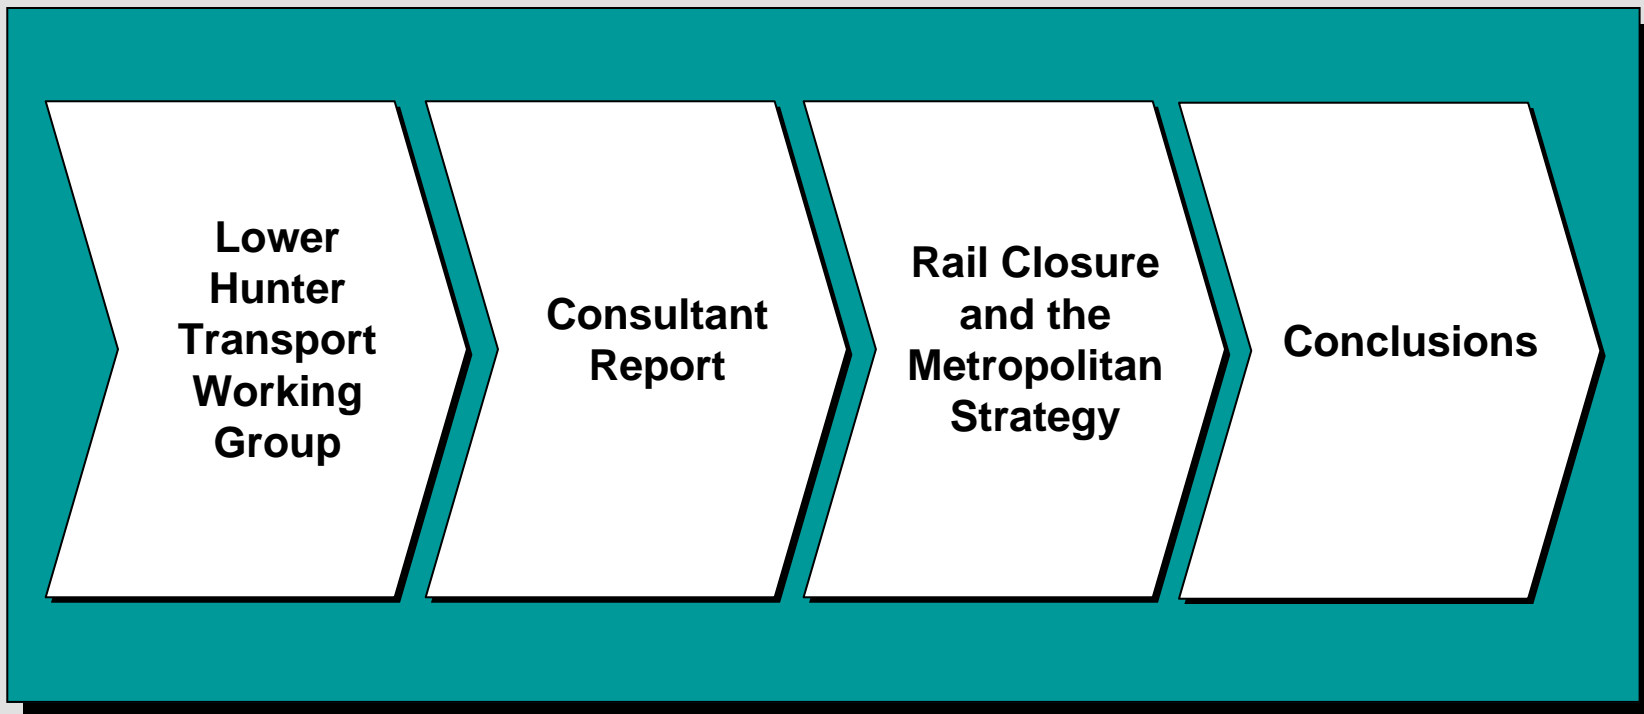 Lower
Hunter
Transport
Working
Group
Consultant
Report
Rail Closure
and the
Metropolitan
Strategy
Conclusions